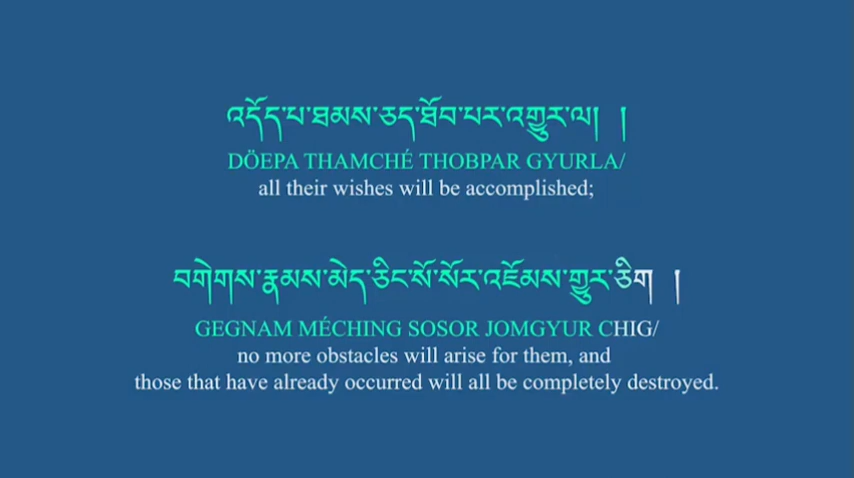 འདོད་པ་ཐམས་ཅད་ཐོབ་པར་འགྱུར་ལ། །
DÖEPA THAMCHÉ THOBPAR GYURLA/
all their wishes will be accomplished;
བགེགས་རྣམས་མེད་ཅིང་སོ་སོར་འཇོམས་གྱུར་ཅིག །
GEGNAM MÉCHING SOSOR JOMGYUR CHIG/
no more obstacles will arise for them, and
those that have already occurred will all be completely destroyed.